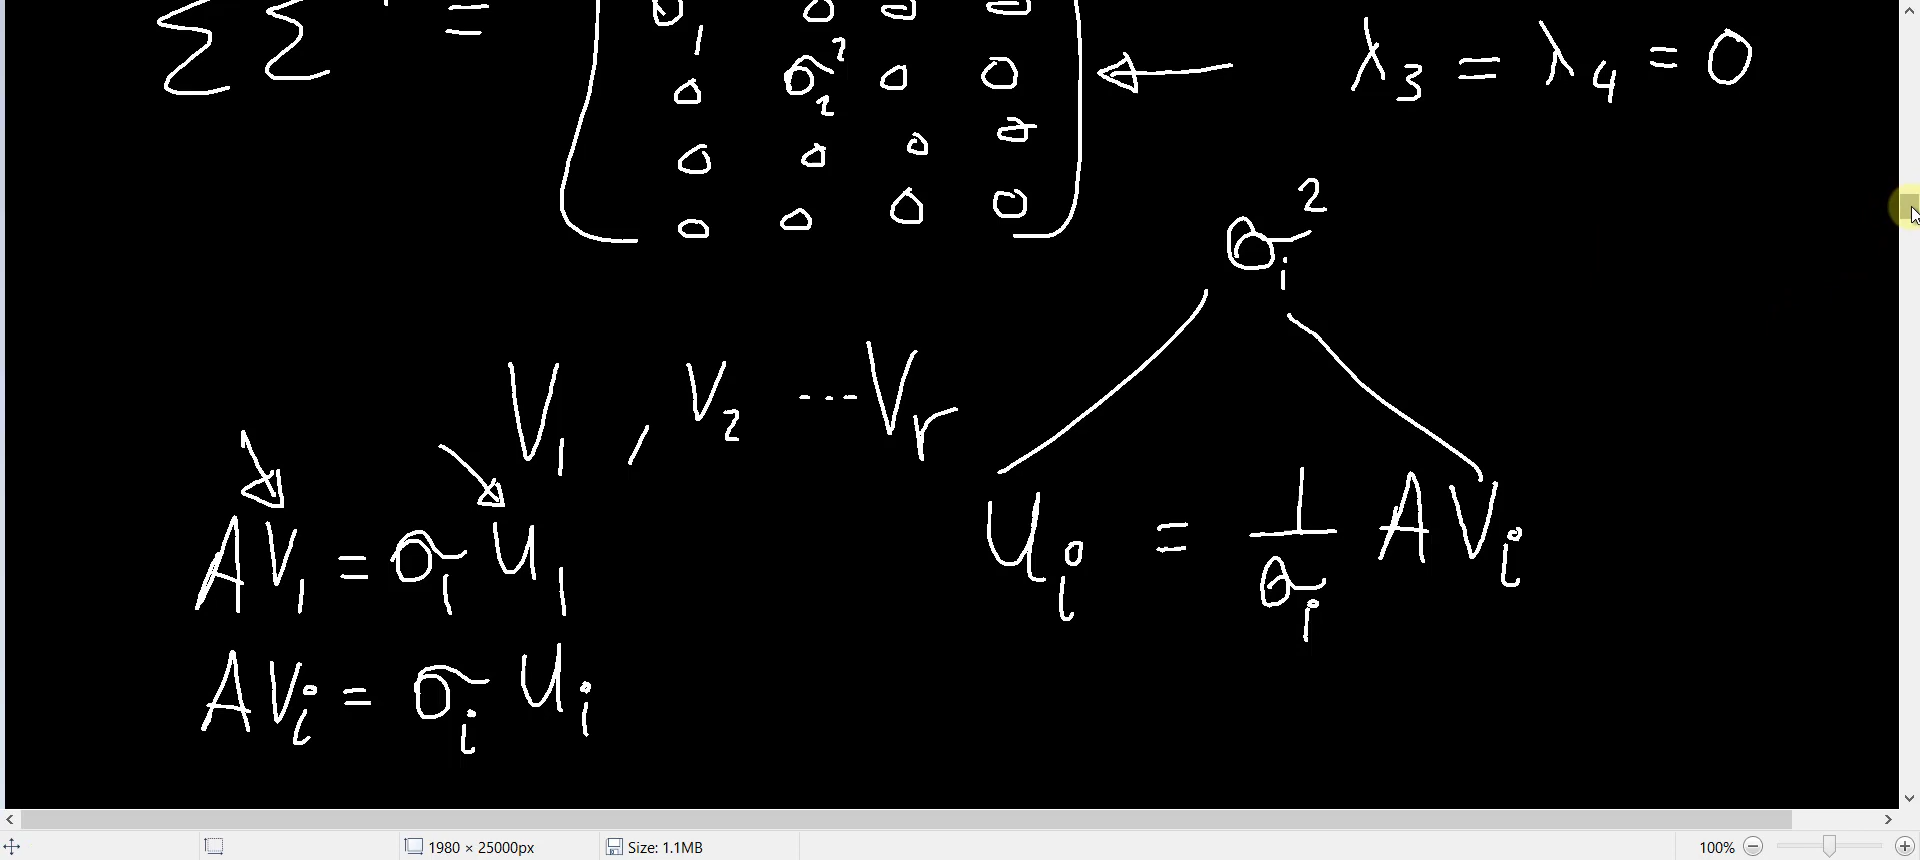 Σ Σᵀ = σ₁ 0 0 0
0 σ₂² 0 0
0 0 0 0
0 0 0 0
λ₃ = λ₄ = 0
σᵢ²
V₁ , V₂ ... Vᵣ
AV₁ = σ₁ U₁
Uᵢ = 1/σᵢ AVᵢ
AVᵢ = σᵢ Uᵢ
1980 × 25000px
Size: 1.1MB
100%